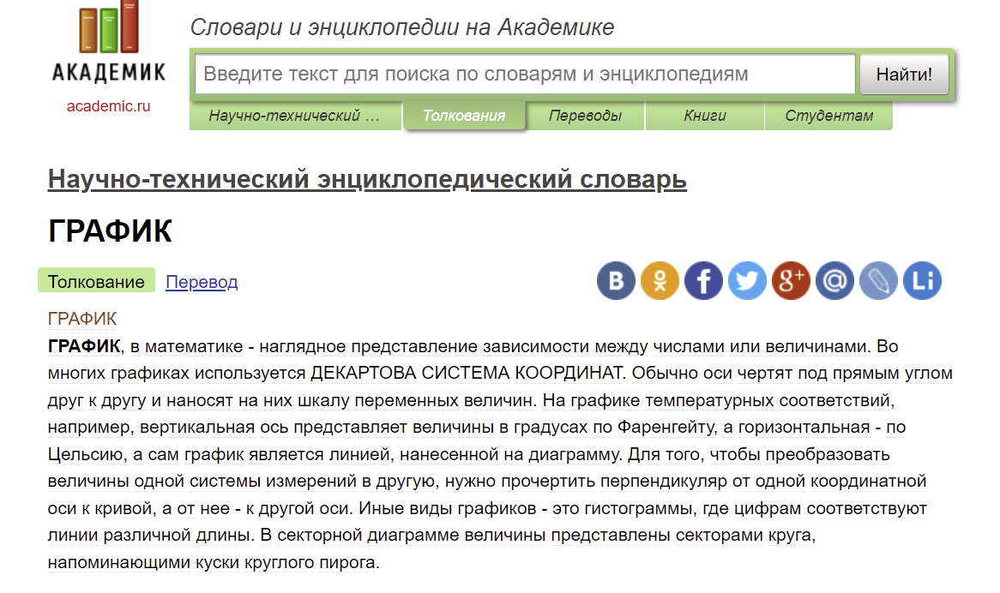 Словари и энциклопедии на Академике
АКАДЕМИК
academic.ru
Введите текст для поиска по словарям и энциклопедиям
Найти!
Научно-технический …
Толкования
Переводы
Книги
Студентам
Научно-технический энциклопедический словарь
ГРАФИК
Толкование
Перевод
B
f
g+
@
Li
ГРАФИК
ГРАФИК, в математике - наглядное представление зависимости между числами или величинами. Во
многих графиках используется ДЕКАРТОВА СИСТЕМА КООРДИНАТ. Обычно оси чертят под прямым углом
друг к другу и наносят на них шкалу переменных величин. На графике температурных соответствий,
например, вертикальная ось представляет величины в градусах по Фаренгейту, а горизонтальная - по
Цельсию, а сам график является линией, нанесенной на диаграмму. Для того, чтобы преобразовать
величины одной системы измерений в другую, нужно прочертить перпендикуляр от одной координатной
оси к кривой, а от нее - к другой оси. Иные виды графиков - это гистограммы, где цифрам соответствуют
линии различной длины. В секторной диаграмме величины представлены секторами круга,
напоминающими куски круглого пирога.